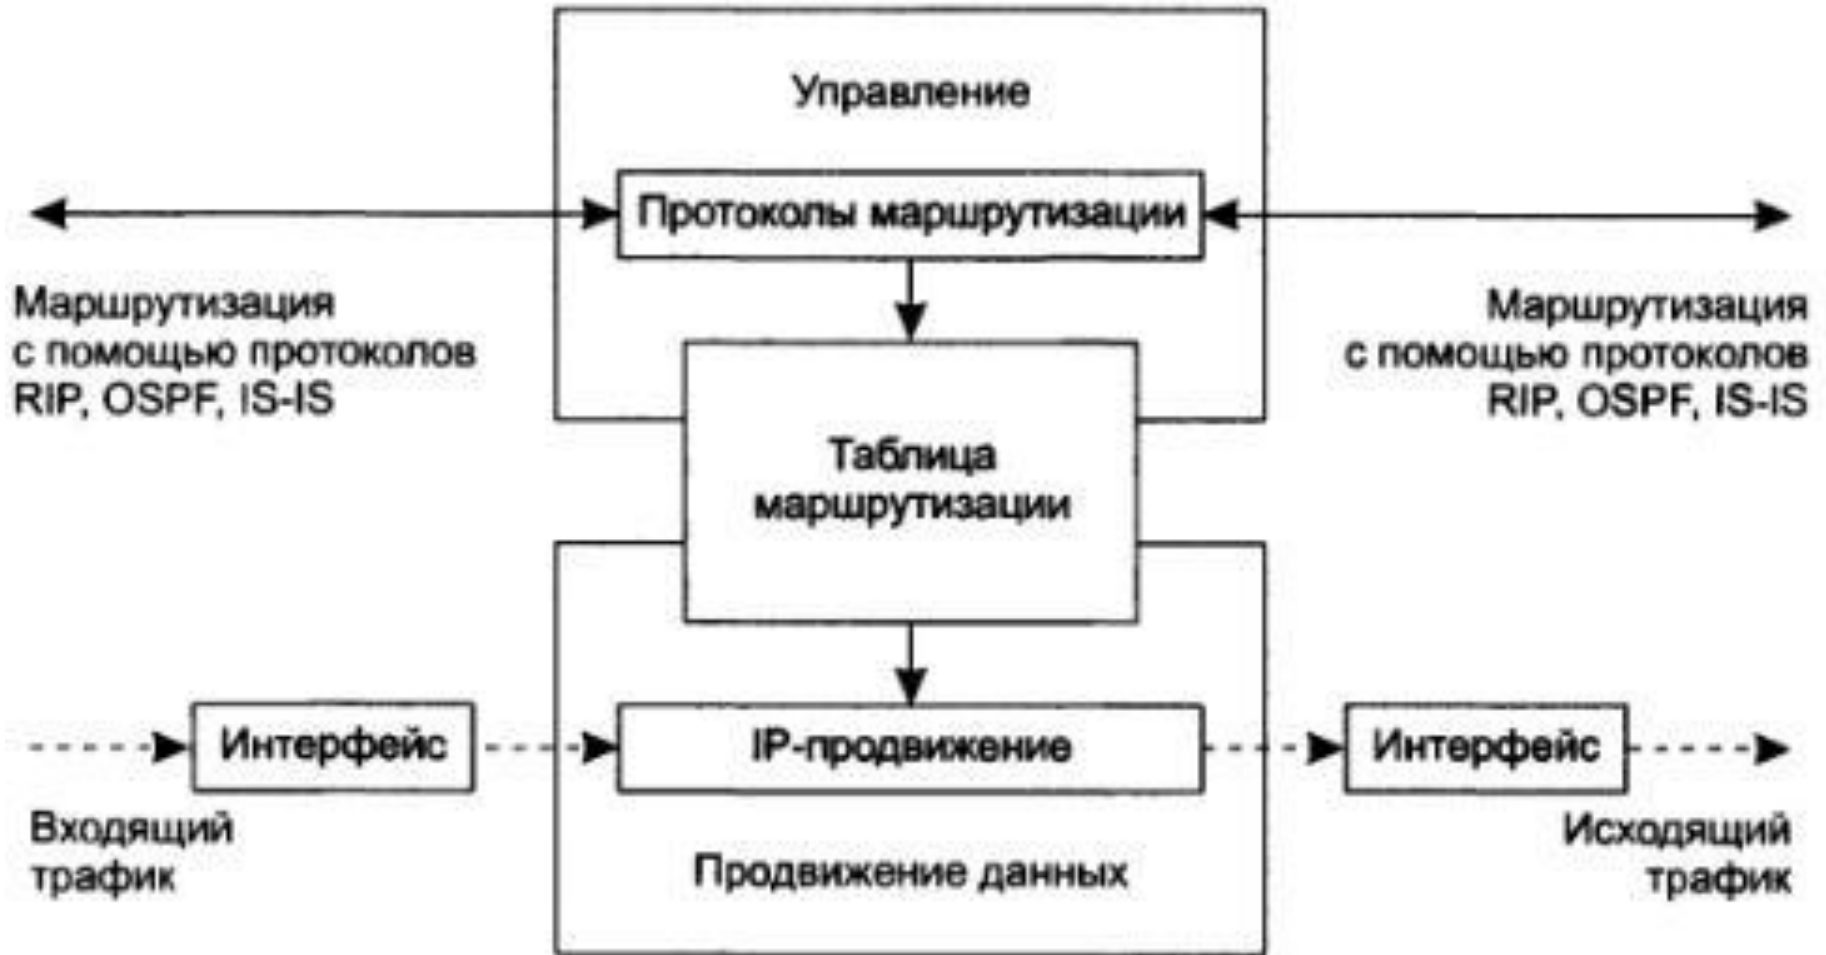 Управление
Протоколы маршрутизации
Маршрутизация
с помощью протоколов
RIP, OSPF, IS-IS
Маршрутизация
с помощью протоколов
RIP, OSPF, IS-IS
Таблица
маршрутизации
Интерфейс
IP-продвижение
Интерфейс
Входящий
трафик
Исходящий
трафик
Продвижение данных